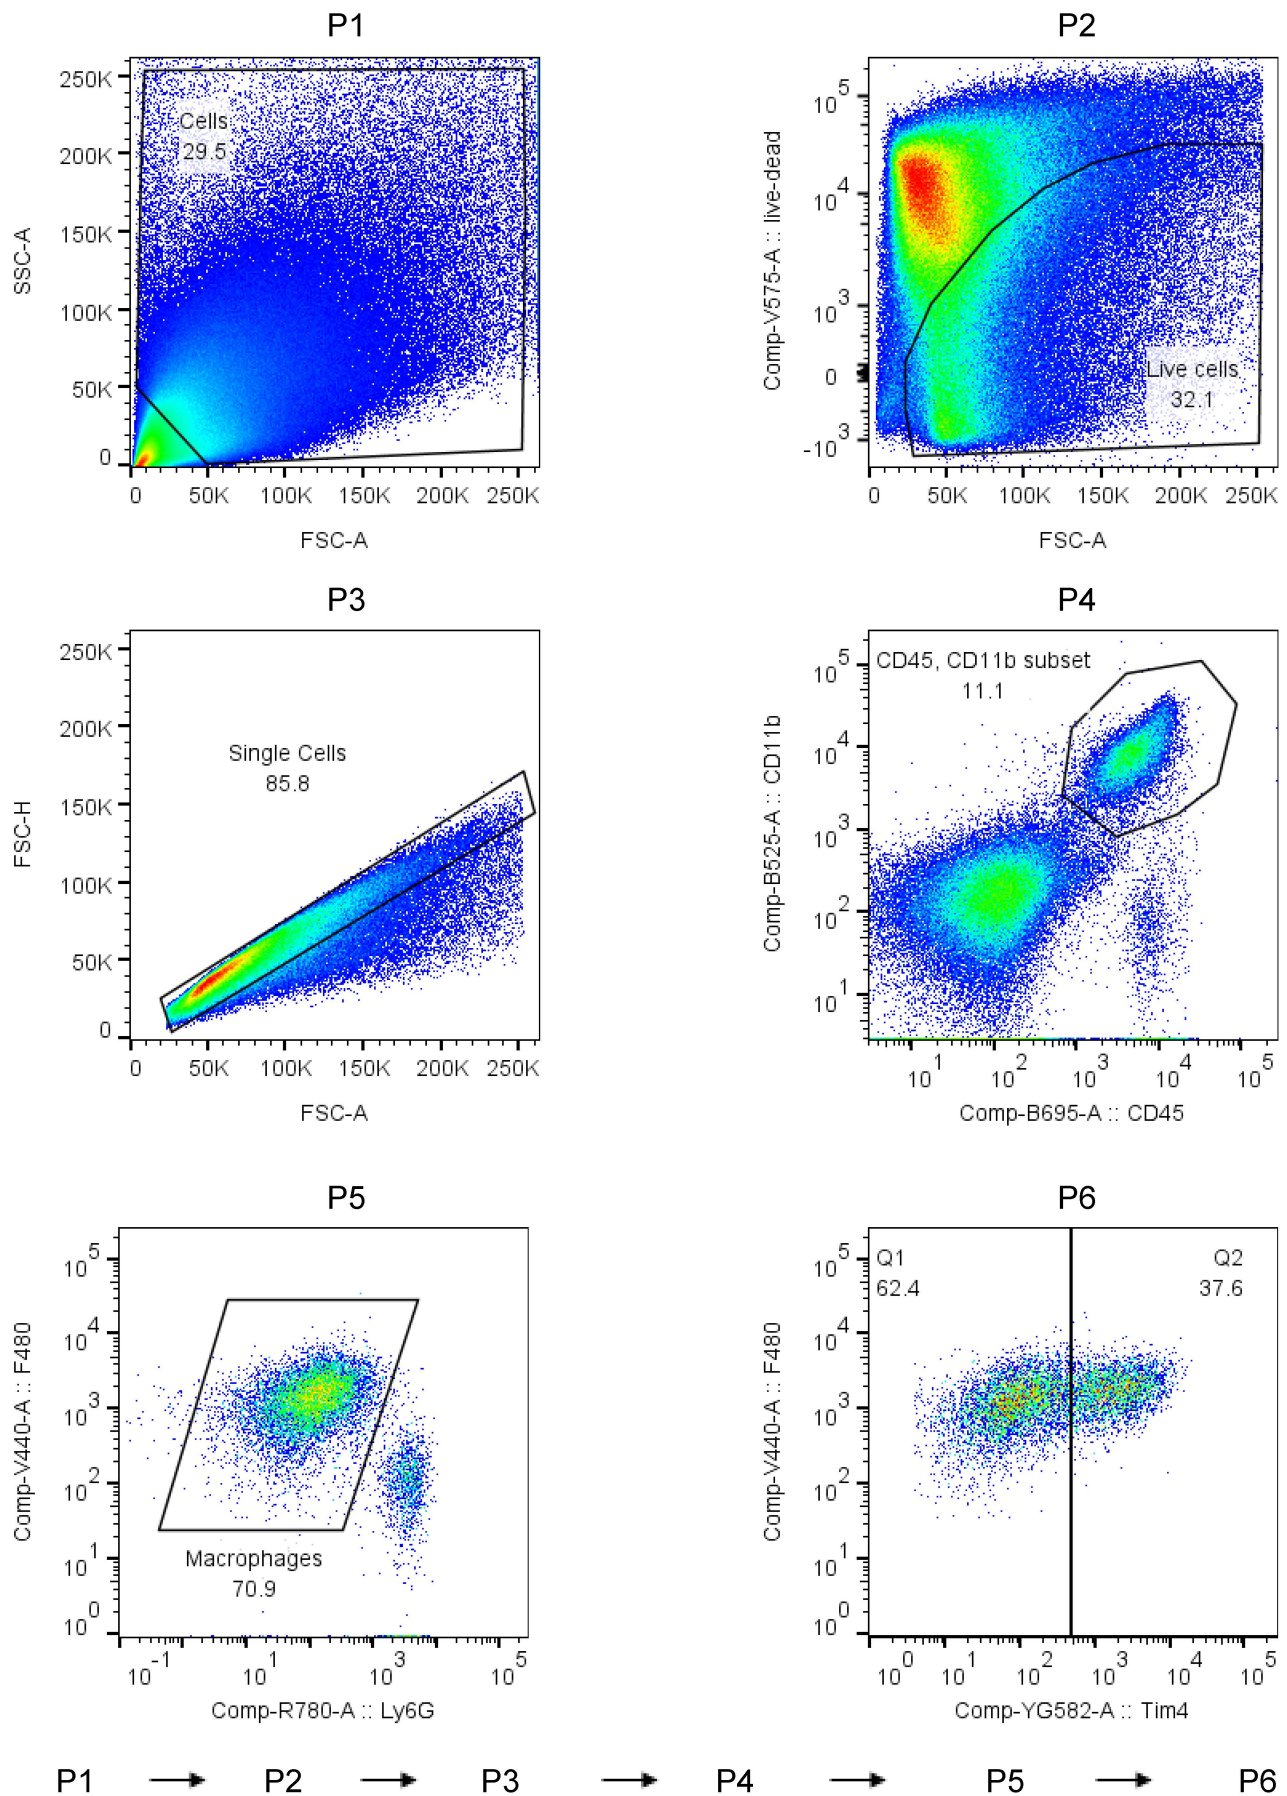 P1
P2
250K
200K
150K
100K
50K
0
SSC-A
Cells
29.5
0 50K 100K 150K 200K 250K
FSC-A
10^5
10^4
10^3
0
-10^3
Comp-V575-A :: live-dead
Live cells
32.1
0 50K 100K 150K 200K 250K
FSC-A
P3
P4
250K
200K
150K
100K
50K
0
FSC-H
Single Cells
85.8
0 50K 100K 150K 200K 250K
FSC-A
10^5
10^4
10^3
10^2
10^1
Comp-B525-A :: CD11b
CD45, CD11b subset
11.1
10^1 10^2 10^3 10^4 10^5
Comp-B695-A :: CD45
P5
P6
10^5
10^4
10^3
10^2
10^1
10^0
Comp-V440-A :: F480
Macrophages
70.9
10^-1 10^1 10^3 10^5
Comp-R780-A :: Ly6G
10^5
10^4
10^3
10^2
10^1
10^0
Comp-V440-A :: F480
Q1
62.4
Q2
37.6
10^0 10^1 10^2 10^3 10^4 10^5
Comp-YG582-A :: Tim4
P1 → P2 → P3 → P4 → P5 → P6